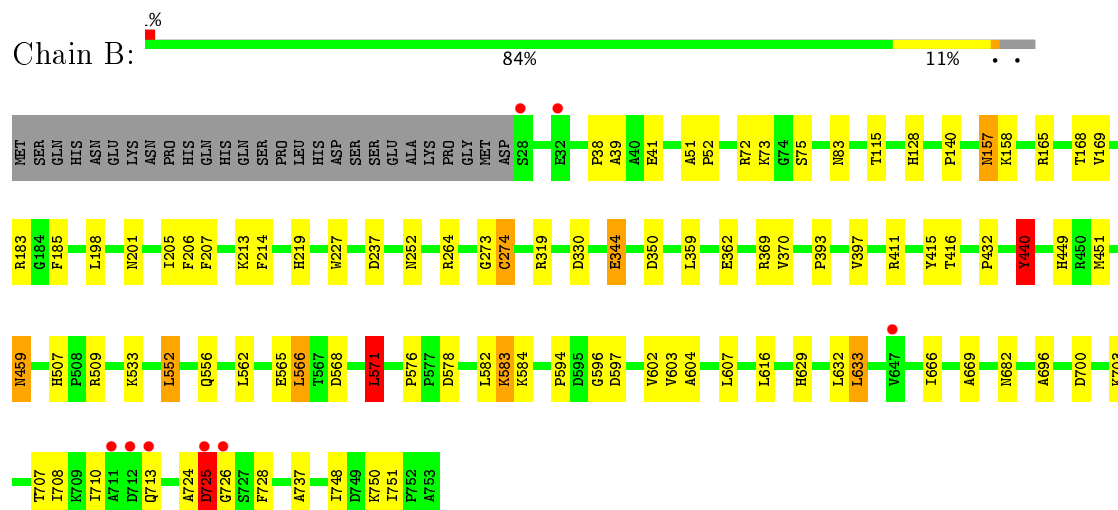 .%
Chain B:
84% 11% • •
MET SER GLN HIS ASN GLU LYS ASN PRO HIS GLN HIS GLN SER PRO LEU HIS ASP SER SER GLU ALA LYS PRO GLY MET ASP S28 E32 P38 A39 A40 E41 A51 P52 R72 K73 G74 S75 N83 T115 H128 P140 N157 K158 R165 T168 V169
R183 G184 F185 L198 N201 I205 F206 F207 K213 F214 H219 W227 D237 N252 R264 G273 C274 R319 D330 E344 D350 L359 E362 R369 V370 P393 V397 R411 Y415 T416 P432 Y440 H449 R450 M451
N459 H507 P508 R509 K533 L552 Q556 L562 E565 L566 T567 D568 L571 P576 P577 D578 L582 K583 K584 P594 D595 G596 D597 V602 V603 A604 L607 L616 H629 L632 L633 V647 I666 A669 N682 A696 D700 K703
T707 I708 K709 I710 A711 D712 Q713 A724 D725 G726 S727 F728 A737 I748 D749 K750 I751 P752 A753